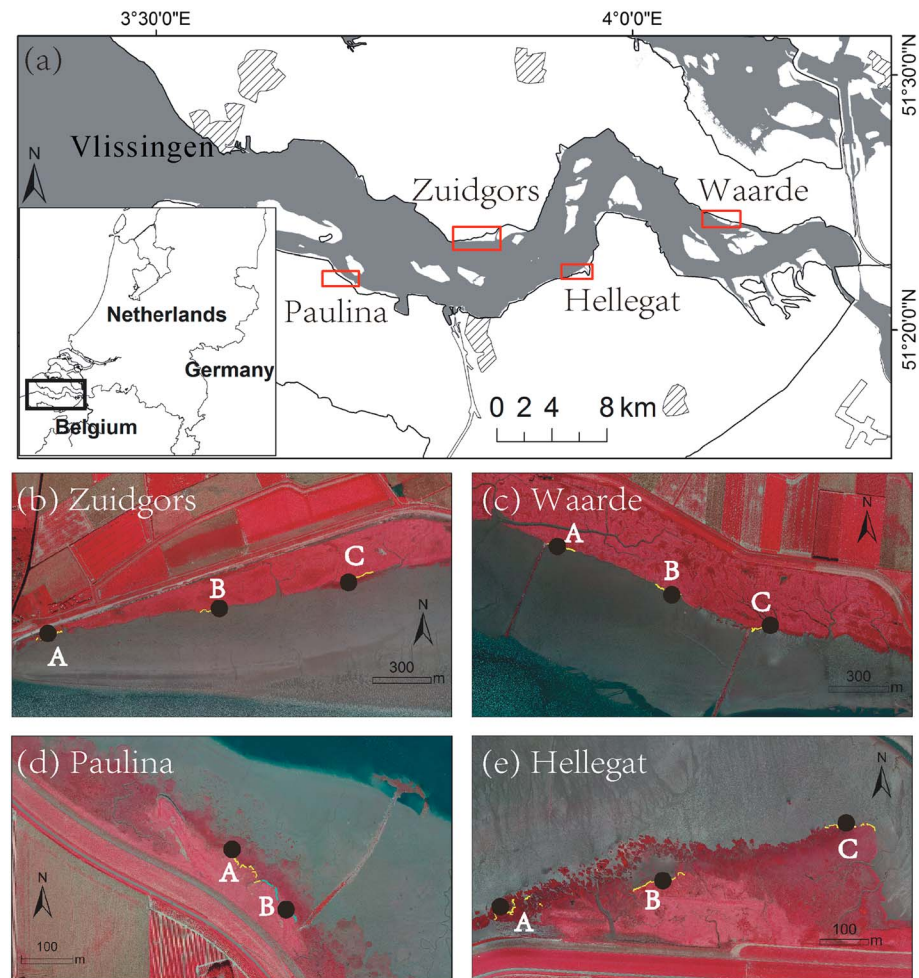 3°30'0"E
4°0'0"E
(a)
51°30'0"N
Vlissingen
N
Zuidgors
Waarde
Paulina
Hellegat
51°20'0"N
Netherlands
Germany
Belgium
0 2 4 8 km
(b) Zuidgors
A
B
C
N
300
m
(c) Waarde
N
A
B
C
300
m
(d) Paulina
A
B
N
100
m
(e) Hellegat
N
A
B
C
100
m